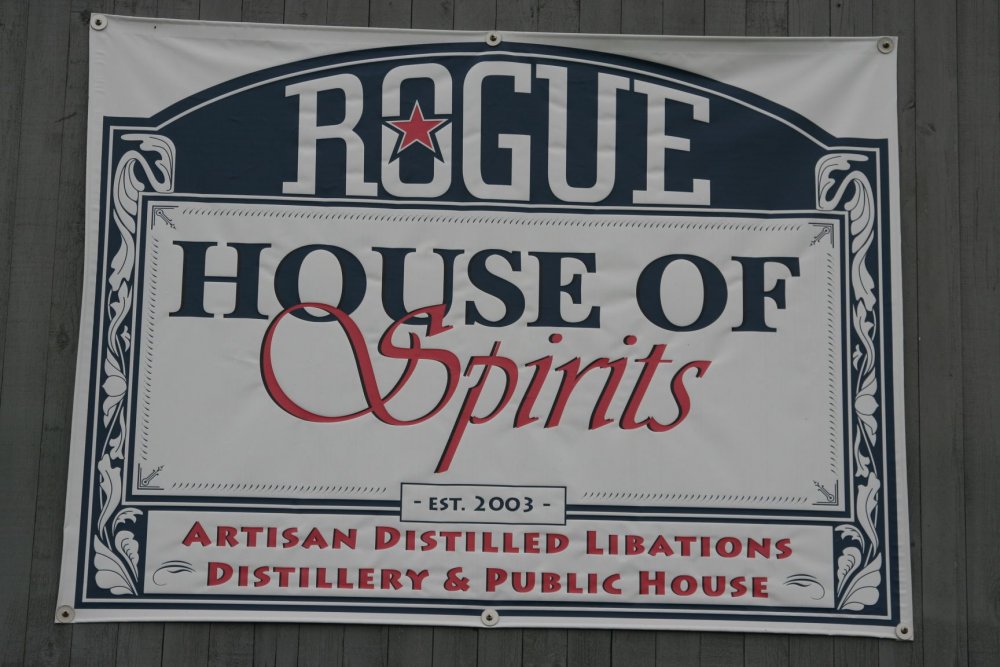 ROGUE
HOUSE OF
Spirits
- EST. 2003 -
ARTISAN DISTILLED LIBATIONS
DISTILLERY & PUBLIC HOUSE